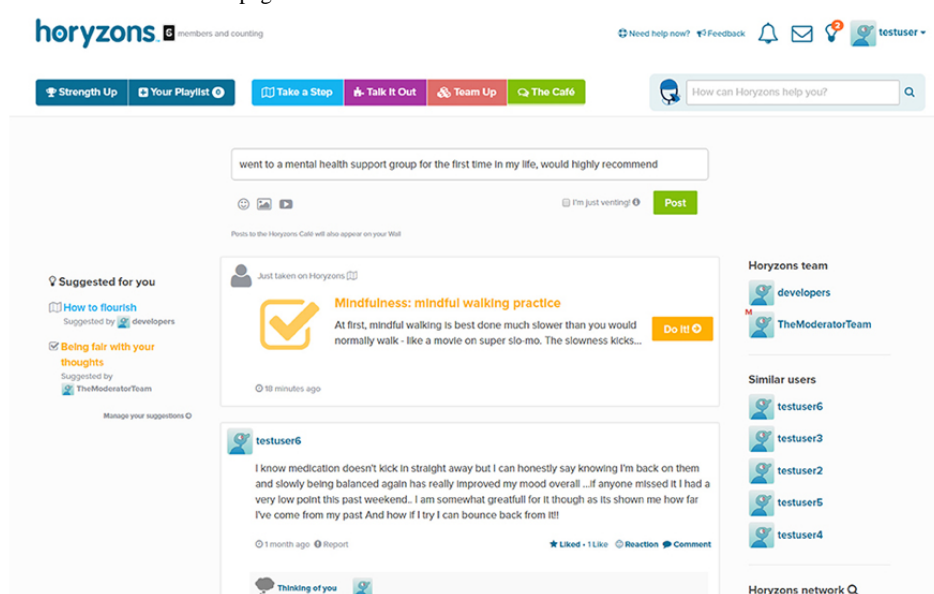 page
horyzons. 6 members and counting
Need help now? Feedback 2 testuser
Strength Up Your Playlist 0 Take a Step Talk It Out Team Up The Café How can Horyzons help you?
went to a mental health support group for the first time in my life, would highly recommend
I'm just venting! Post
Posts to the Horyzons Café will also appear on your Wall
Suggested for you
How to flourish
Suggested by developers
Being fair with your
thoughts
Suggested by
TheModeratorTeam
Manage your suggestions
Just taken on Horyzons
Mindfulness: mindful walking practice
At first, mindful walking is best done much slower than you would
normally walk - like a movie on super slo-mo. The slowness kicks...
Do it!
18 minutes ago
testuser6
I know medication doesn't kick in straight away but I can honestly say knowing I'm back on them
and slowly being balanced again has really improved my mood overall ...if anyone missed it I had a
very low point this past weekend.. I am somewhat greatfull for it though as its shown me how far
I've come from my past And how if I try I can bounce back from it!!
1 month ago Report Liked • 1 Like Reaction Comment
Thinking of you
Horyzons team
developers
M
TheModeratorTeam
Similar users
testuser6
testuser3
testuser2
testuser5
testuser4
Horyzons network